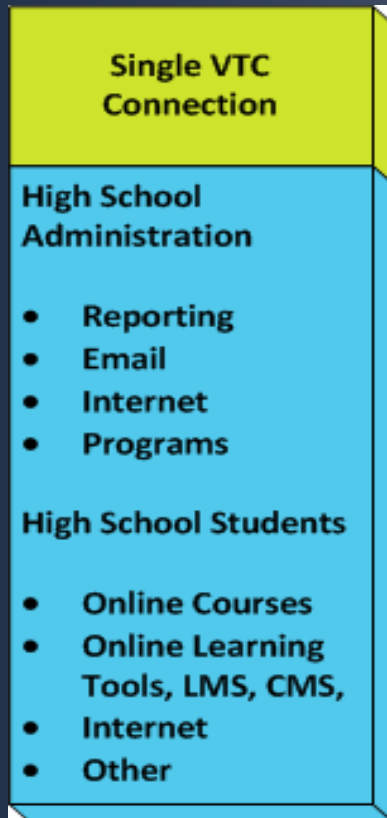 Single VTC
Connection
High School
Administration
• Reporting
• Email
• Internet
• Programs
High School Students
• Online Courses
• Online Learning
Tools, LMS, CMS,
• Internet
• Other